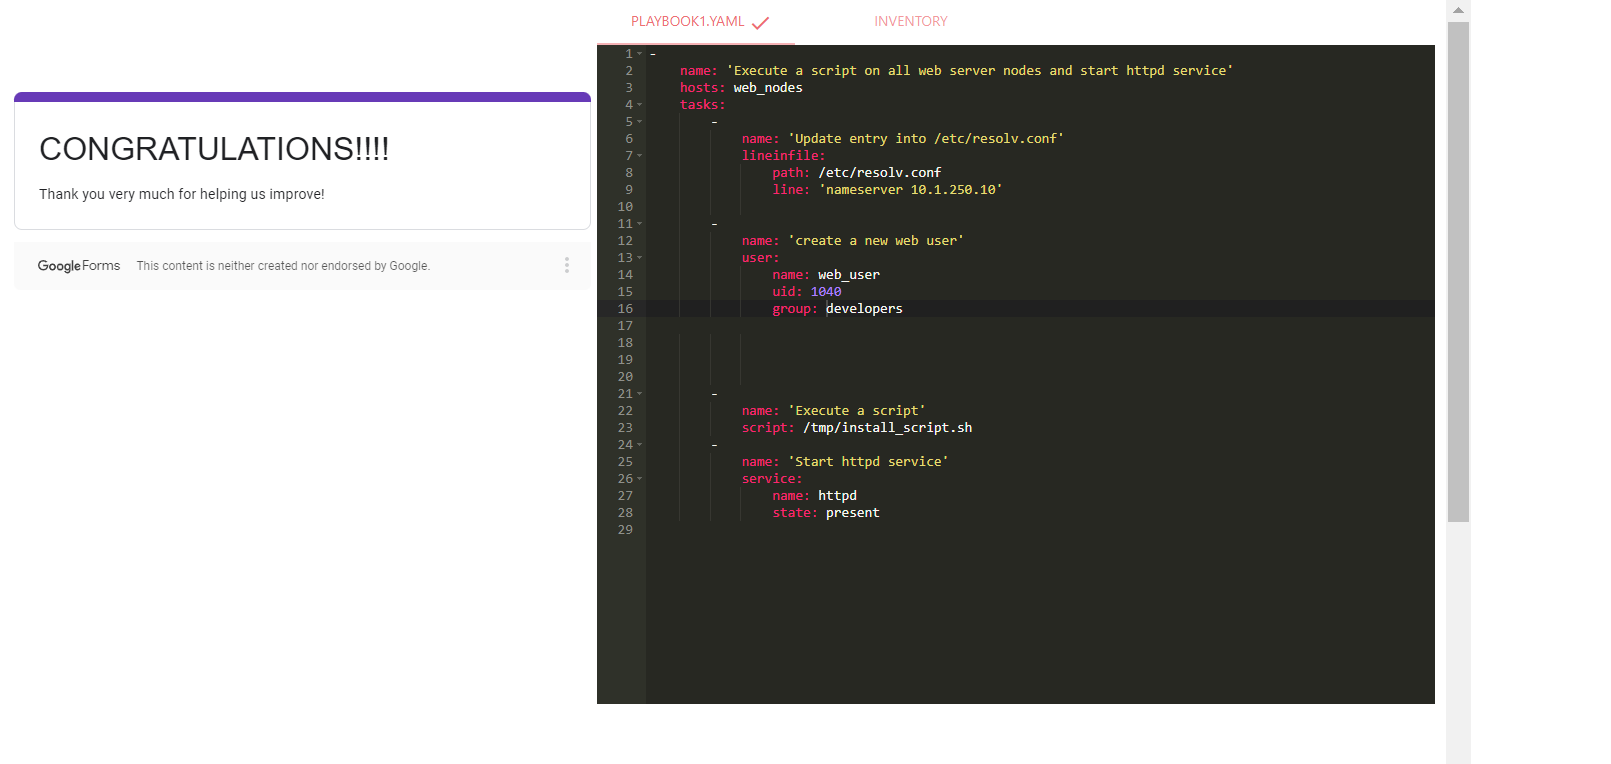 CONGRATULATIONS!!!!
Thank you very much for helping us improve!
Google Forms This content is neither created nor endorsed by Google.
PLAYBOOK1.YAML INVENTORY
1 -
2 name: 'Execute a script on all web server nodes and start httpd service'
3 hosts: web_nodes
4 tasks:
5 -
6 name: 'Update entry into /etc/resolv.conf'
7 lineinfile:
8 path: /etc/resolv.conf
9 line: 'nameserver 10.1.250.10'
10
11 -
12 name: 'create a new web user'
13 user:
14 name: web_user
15 uid: 1040
16 group: developers
17
18
19
20
21 -
22 name: 'Execute a script'
23 script: /tmp/install_script.sh
24 -
25 name: 'Start httpd service'
26 service:
27 name: httpd
28 state: present
29